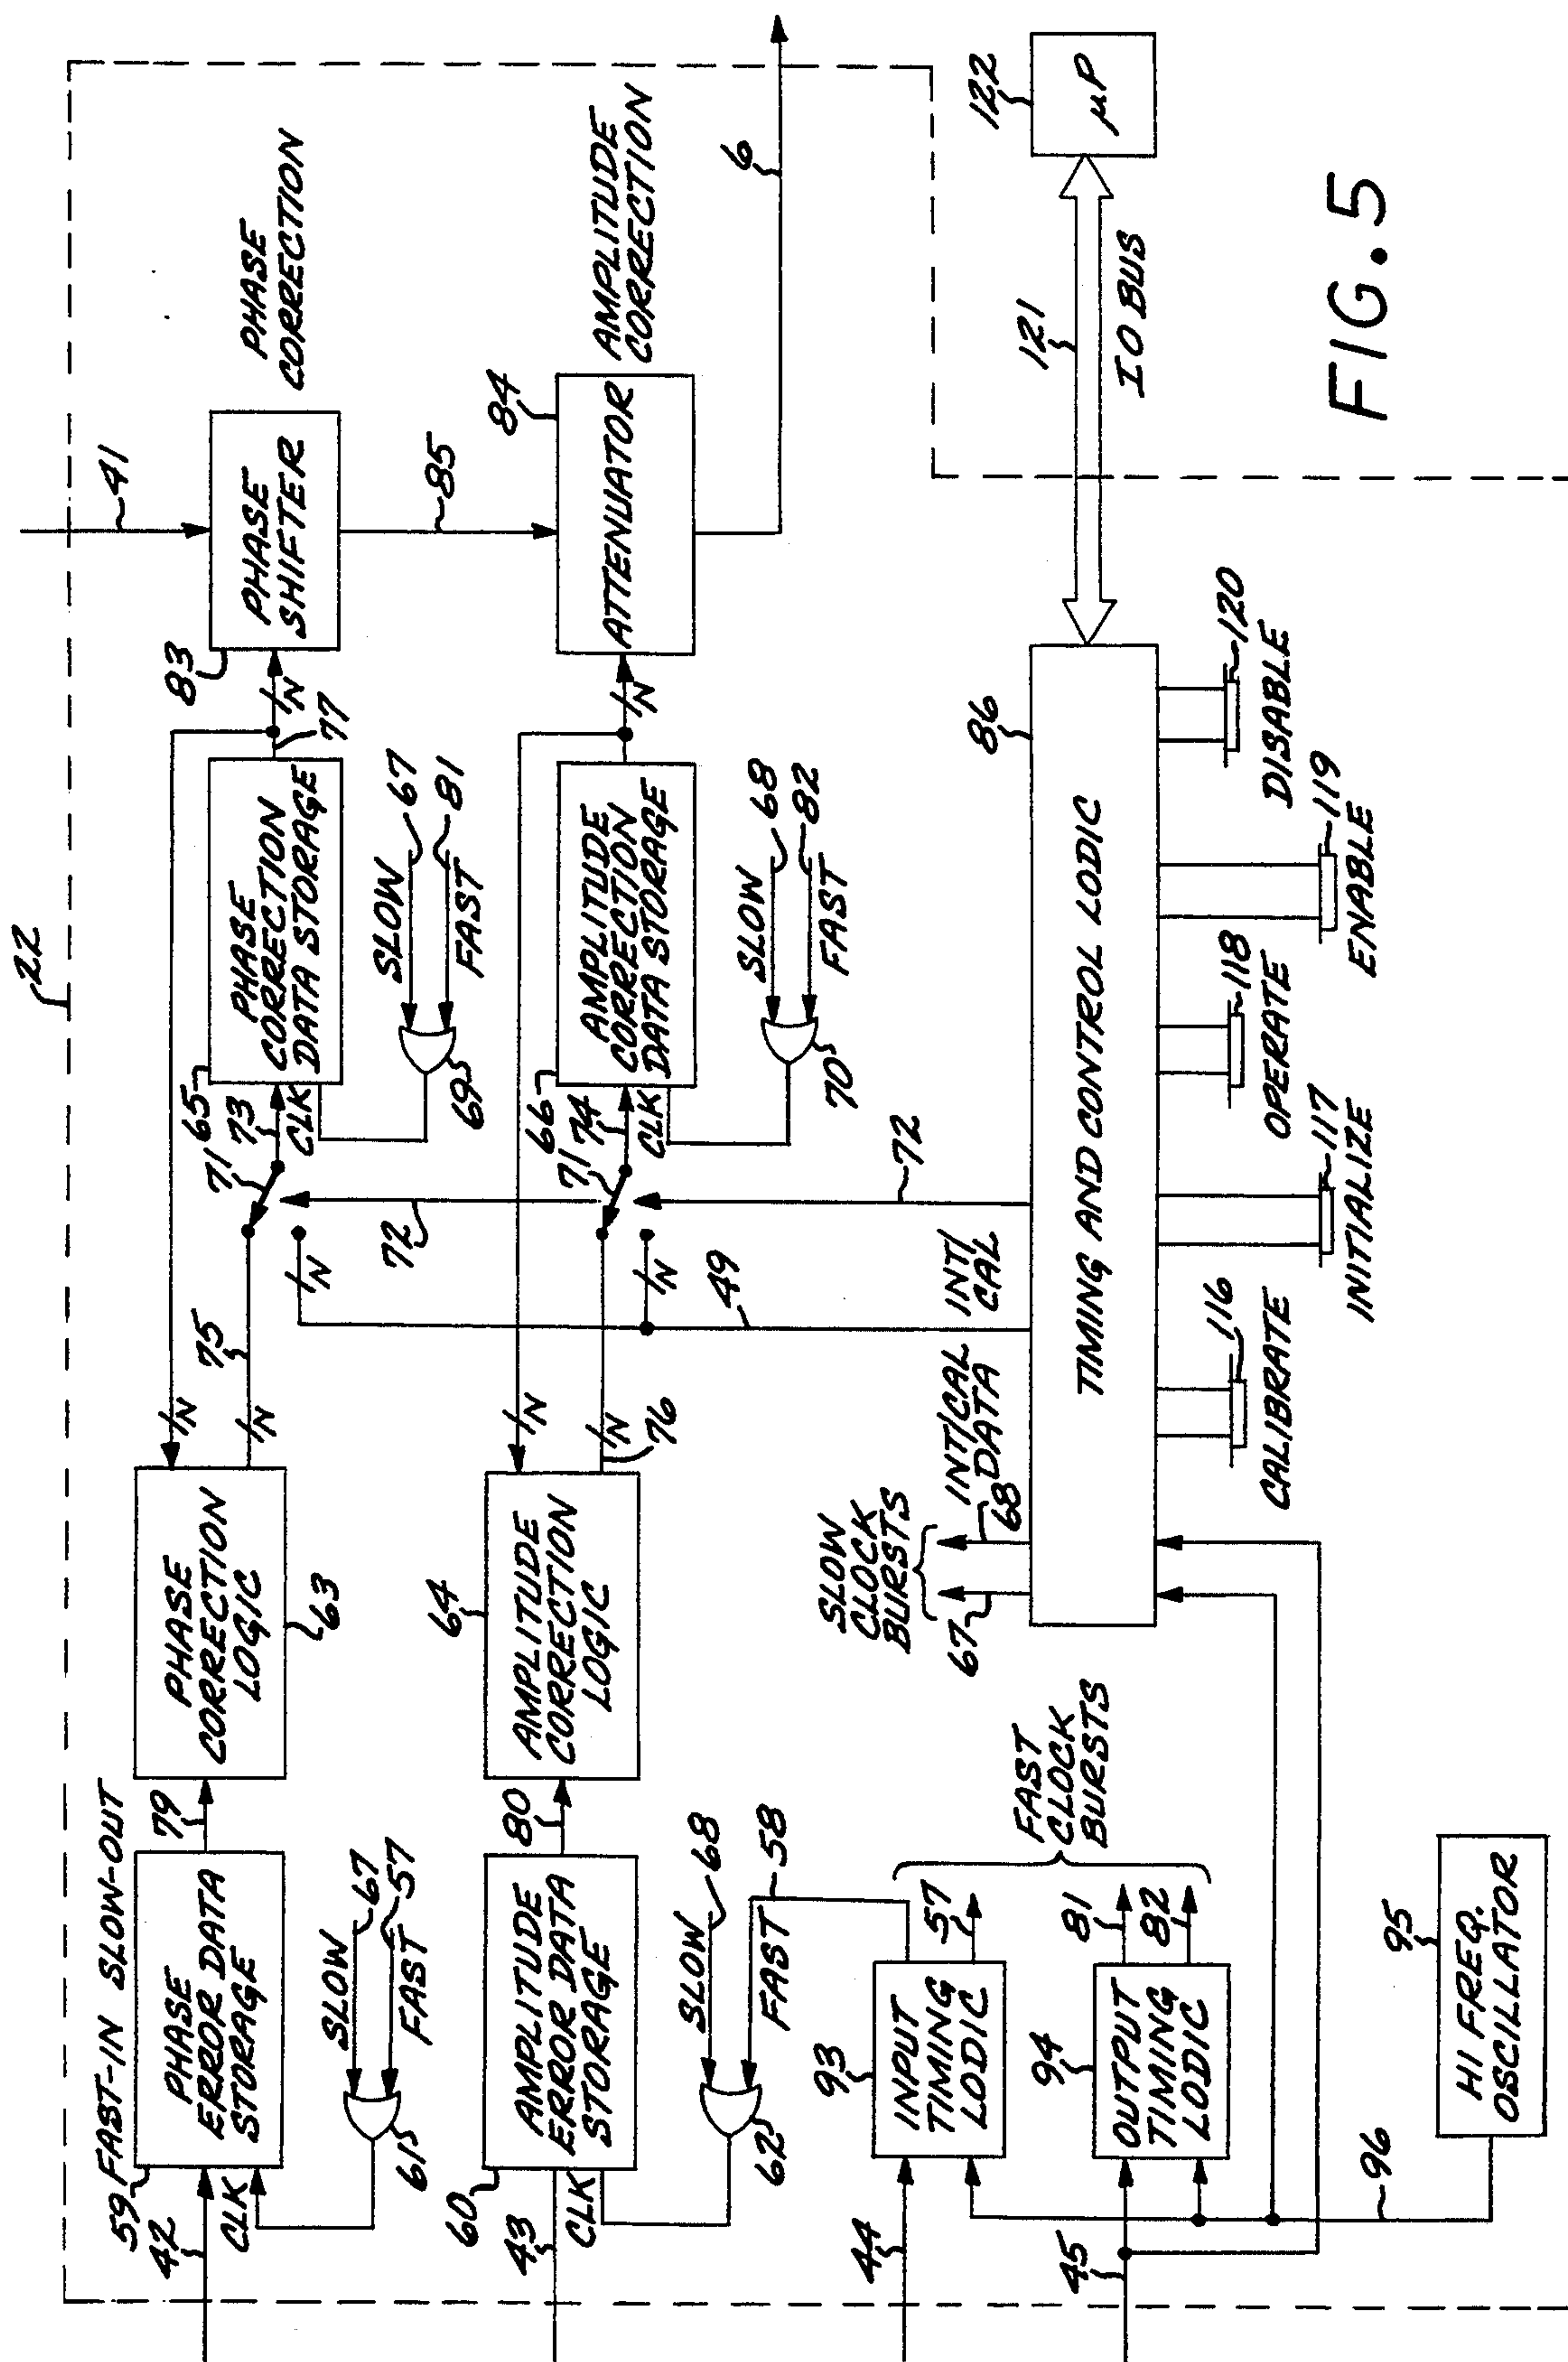 22
41
PHASE
CORRECTION
FAST-IN SLOW-OUT
59
42
CLK
PHASE
ERROR DATA
STORAGE
79
PHASE
CORRECTION
LOGIC
63
/N
/N
75
71
73
65
CLK
PHASE
CORRECTION
DATA STORAGE
77
/N
83
PHASE
SHIFTER
SLOW
67
57
FAST
61
SLOW
67
81
FAST
69
85
60
43
CLK
AMPLITUDE
ERROR DATA
STORAGE
80
64
AMPLITUDE
CORRECTION
LOGIC
/N
/N
76
/N
72
71
74
66
CLK
AMPLITUDE
CORRECTION
DATA STORAGE
/N
84
ATTENUATOR
AMPLITUDE
CORRECTION
6
SLOW
68
58
FAST
62
/N
49
72
SLOW
68
82
FAST
70
44
93
INPUT
TIMING
LODIC
57
FAST
CLOCK
BURSTS
45
94
OUTPUT
TIMING
LODIC
81
82
SLOW
CLOCK
BURSTS
67
68
INT/CAL
DATA
INT/
CAL
86
TIMING AND CONTROL LODIC
121
IO BUS
122
μP
96
95
HI FREQ.
OSCILLATOR
116
CALIBRATE
117
INITIALIZE
118
OPERATE
119
ENABLE
120
DISABLE
FIG. 5